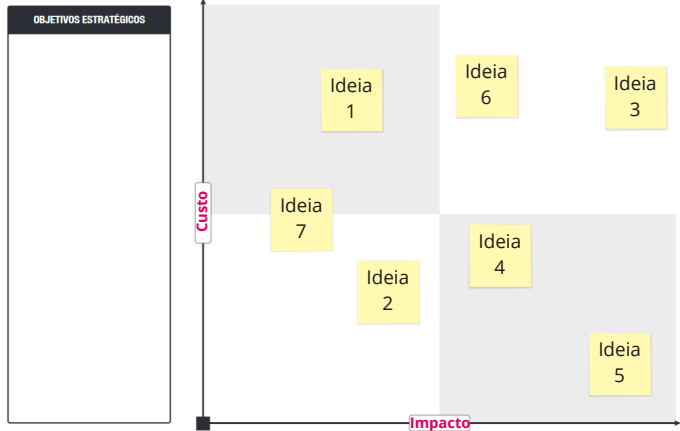 OBJETIVOS ESTRATÉGICOS
Ideia
1
Ideia
6
Ideia
3
Custo
Ideia
7
Ideia
4
Ideia
2
Ideia
5
Impacto